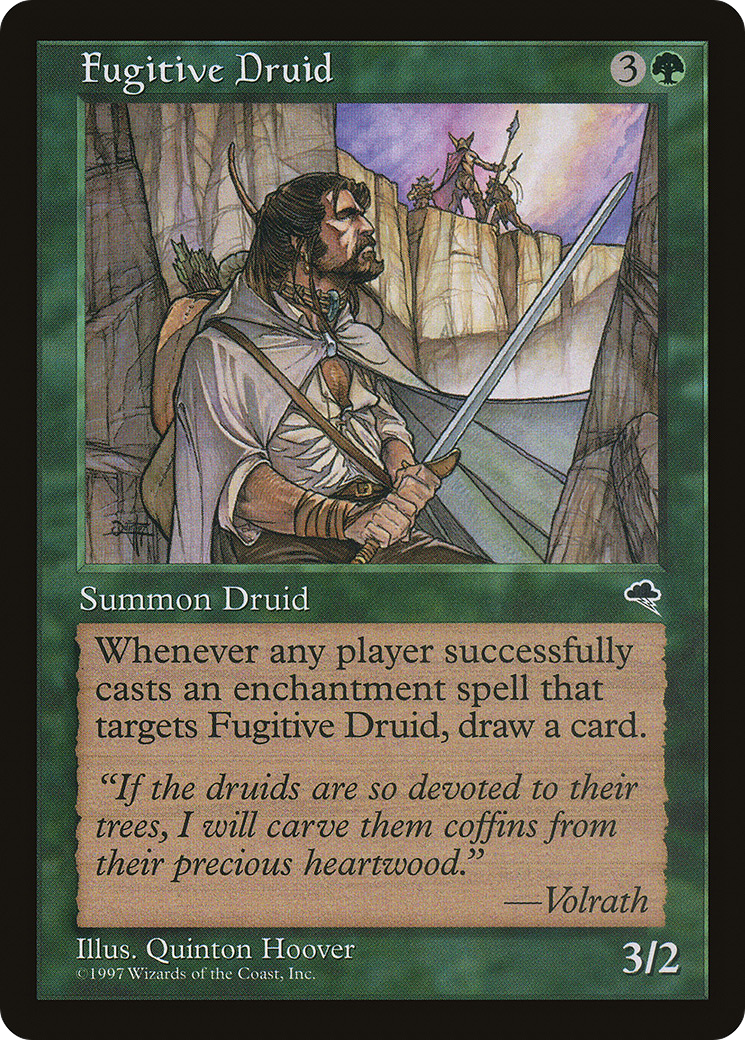 Fugitive Druid
3
Summon Druid
Whenever any player successfully
casts an enchantment spell that
targets Fugitive Druid, draw a card.
“If the druids are so devoted to their
trees, I will carve them coffins from
their precious heartwood.”
—Volrath
Illus. Quinton Hoover
©1997 Wizards of the Coast, Inc.
3/2